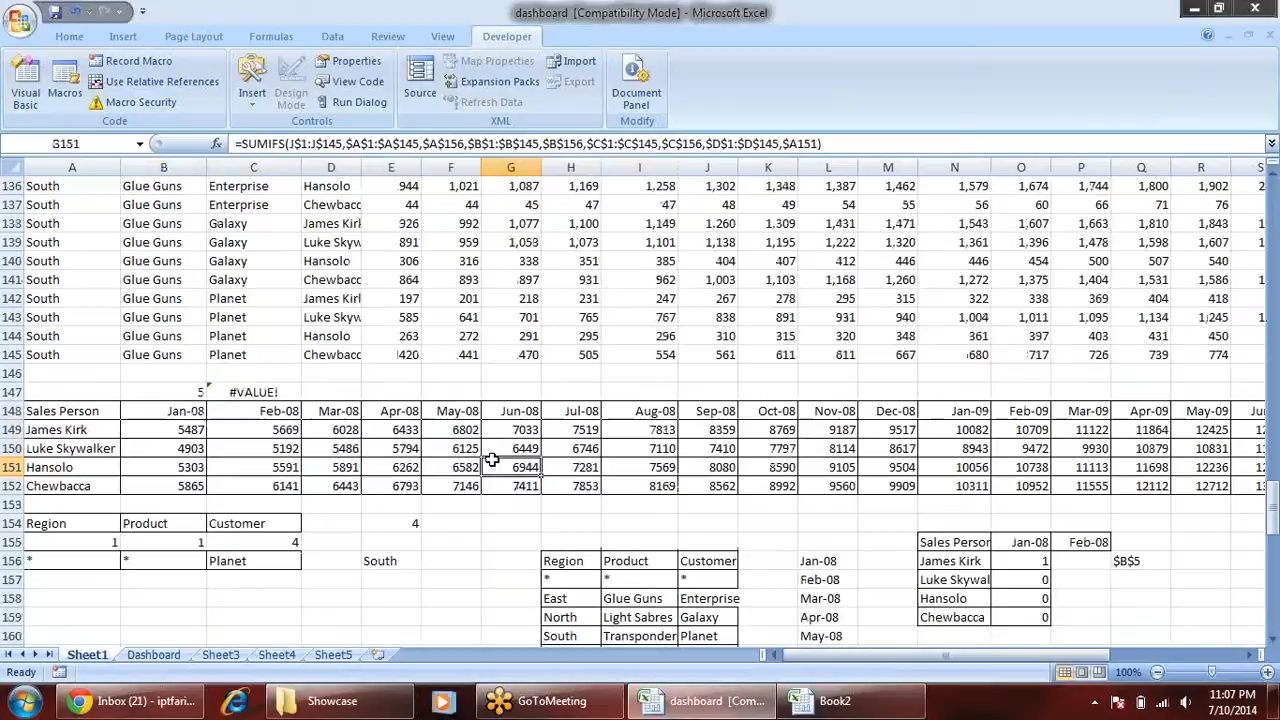 dashboard [Compatibility Mode] - Microsoft Excel
Home Insert Page Layout Formulas Data Review View Developer
Visual Basic Macros Record Macro Use Relative References Macro Security Code
Insert Design Mode Properties View Code Run Dialog Controls
Source Map Properties Expansion Packs Refresh Data Import Export XML
Document Panel Modify
G151 fx =SUMIFS(J$1:J$145,$A$1:$A$145,$A$156,$B$1:$B$145,$B$156,$C$1:$C$145,$C$156,$D$1:$D$145,$A151)
A B C D E F G H I J K L M N O P Q R S
136 South Glue Guns Enterprise Hansolo 944 1,021 1,087 1,169 1,258 1,302 1,348 1,387 1,462 1,579 1,674 1,744 1,800 1,902 2
137 South Glue Guns Enterprise Chewbacc 44 44 45 47 47 48 49 54 55 56 60 66 71 76
138 South Glue Guns Galaxy James Kirk 926 992 1,077 1,100 1,149 1,260 1,309 1,431 1,471 1,543 1,564 1,603 1,622 1,655
139 South Glue Guns Galaxy Luke Skyw 891 959 1,053 1,073 1,101 1,138 1,195 1,222 1,320 1,361 1,396 1,478 1,598 1,607
140 South Glue Guns Galaxy Hansolo 306 316 338 351 385 404 407 412 446 446 454 500 507 540
141 South Glue Guns Galaxy Chewbacc 864 893 897 931 962 1,003 1,103 1,168 1,260 1,272 1,375 1,404 1,531 1,586
142 South Glue Guns Planet James Kirk 197 201 218 231 247 267 278 295 315 322 338 369 404 418
143 South Glue Guns Planet Luke Skyw 585 641 701 765 767 838 891 931 940 1,004 1,011 1,095 1,134 1,245
144 South Glue Guns Planet Hansolo 263 272 291 295 296 310 315 320 348 361 397 403 431 450
145 South Glue Guns Planet Chewbacc 420 441 470 505 554 561 611 611 667 680 717 726 739 774
146
147 5 #VALUE!
148 Sales Person Jan-08 Feb-08 Mar-08 Apr-08 May-08 Jun-08 Jul-08 Aug-08 Sep-08 Oct-08 Nov-08 Dec-08 Jan-09 Feb-09 Mar-09 Apr-09 May-09 Ju
149 James Kirk 5487 5669 6028 6433 6802 7033 7519 7813 8359 8769 9187 9517 10082 10709 11122 11864 12425
150 Luke Skywalker 4903 5192 5486 5794 6125 6449 6746 7110 7410 7797 8114 8617 8943 9472 9930 10879 10831
151 Hansolo 5303 5591 5891 6262 6582 6944 7281 7569 8080 8590 9105 9504 10056 10738 11113 11698 12236
152 Chewbacca 5865 6141 6443 6793 7146 7411 7853 8169 8562 8992 9560 9909 10311 10952 11555 12112 12712
153
154 Region Product Customer 4
155 1 1 4 Sales Person Jan-08 Feb-08
156 * * Planet South Region Product Customer Jan-08 James Kirk 1 $B$5
157 * * * Feb-08 Luke Skywal 0
158 East Glue Guns Enterprise Mar-08 Hansolo 0
159 North Light Sabres Galaxy Apr-08 Chewbacca 0
160 South Transponder Planet May-08
Sheet1 Dashboard Sheet3 Sheet4 Sheet5
Ready 100%
Inbox (21) - iptfari... Showcase GoToMeeting dashboard [Com... Book2 11:07 PM
7/10/2014